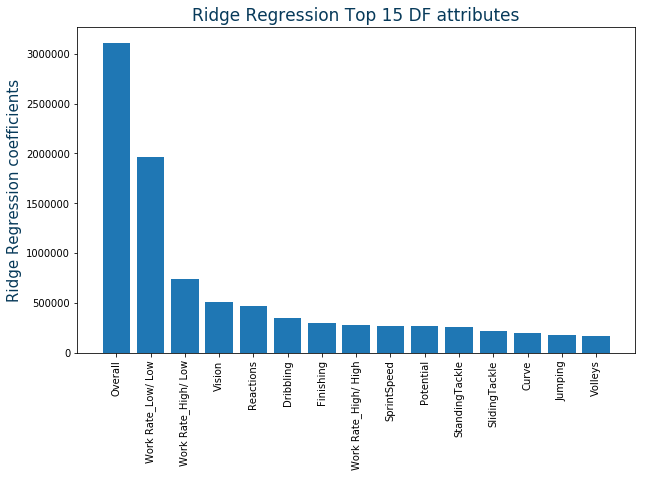 Ridge Regression Top 15 DF attributes
Ridge Regression coefficients
3000000
2500000
2000000
1500000
1000000
500000
0
Overall
Work Rate_Low/ Low
Work Rate_High/ Low
Vision
Reactions
Dribbling
Finishing
Work Rate_High/ High
SprintSpeed
Potential
StandingTackle
SlidingTackle
Curve
Jumping
Volleys